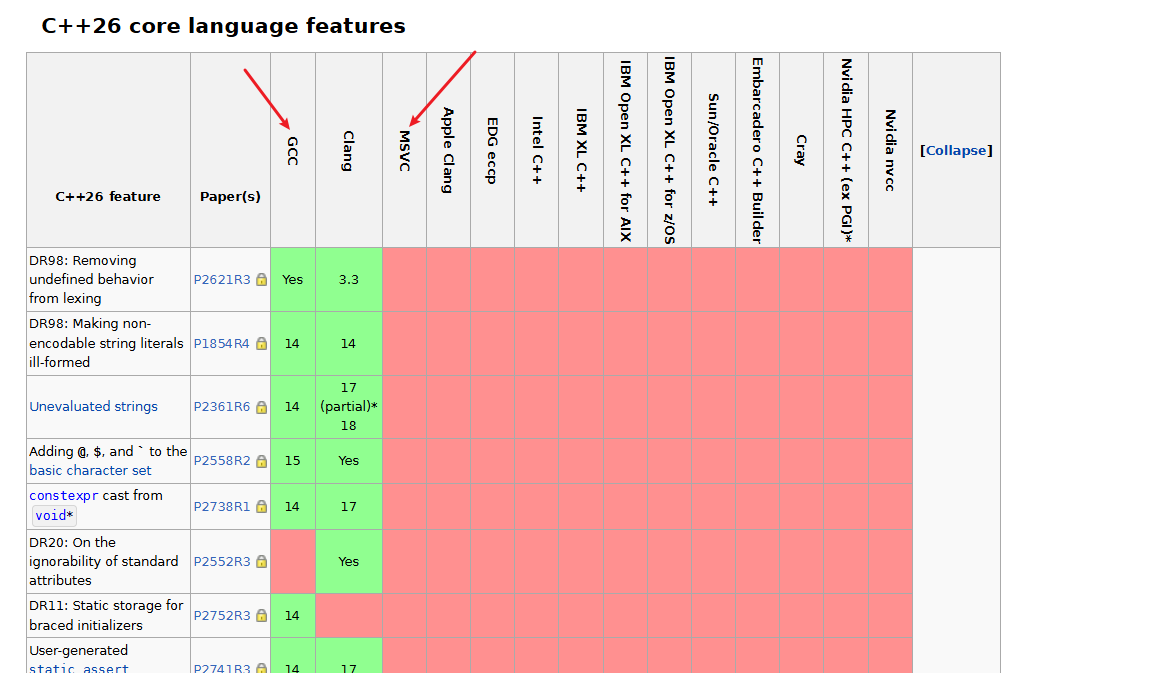 C++26 core language features
C++26 feature
Paper(s)
GCC
Clang
MSVC
Apple Clang
EDG eccp
Intel C++
IBM XL C++
IBM Open XL C++ for AIX
IBM Open XL C++ for z/OS
Sun/Oracle C++
Embarcadero C++ Builder
Cray
Nvidia HPC C++ (ex PGI)*
Nvidia nvcc
[Collapse]
DR98: Removing
undefined behavior
from lexing
P2621R3
Yes
3.3
DR98: Making non-
encodable string literals
ill-formed
P1854R4
14
14
Unevaluated strings
P2361R6
14
17
(partial)*
18
Adding @, $, and ` to the
basic character set
P2558R2
15
Yes
constexpr cast from
void*
P2738R1
14
17
DR20: On the
ignorability of standard
attributes
P2552R3
Yes
DR11: Static storage for
braced initializers
P2752R3
14
User-generated
static_assert
P2741R3
14
17